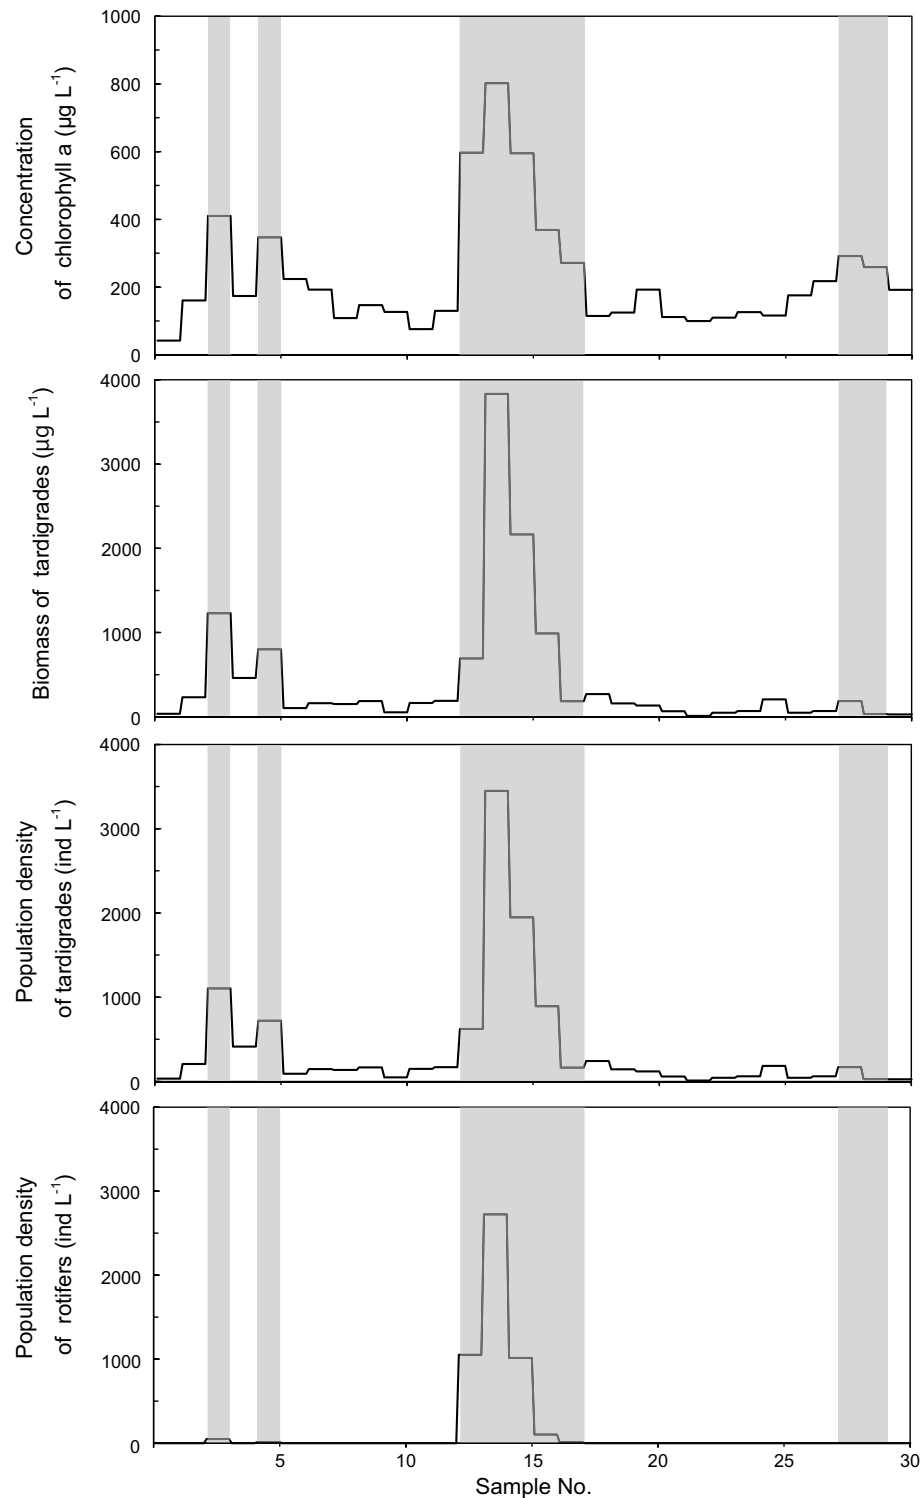 Concentration
of chlorophyll a (µg L-1)
1000
800
600
400
200
0
Biomass of tardigrades (µg L-1)
4000
3000
2000
1000
0
Population density
of tardigrades (ind L-1)
4000
3000
2000
1000
0
Population density
of rotifers (ind L-1)
4000
3000
2000
1000
0
5 10 15 20 25 30
Sample No.